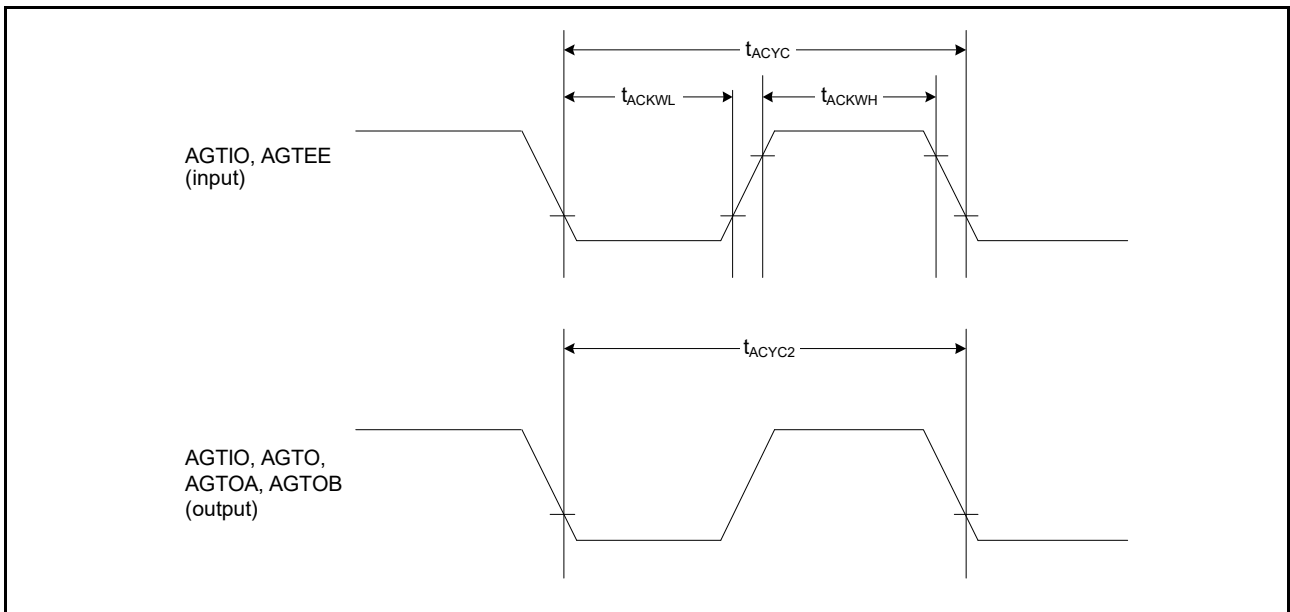 tACYC
tACKWL
tACKWH
AGTIO, AGTEE
(input)
tACYC2
AGTIO, AGTO,
AGTOA, AGTOB
(output)